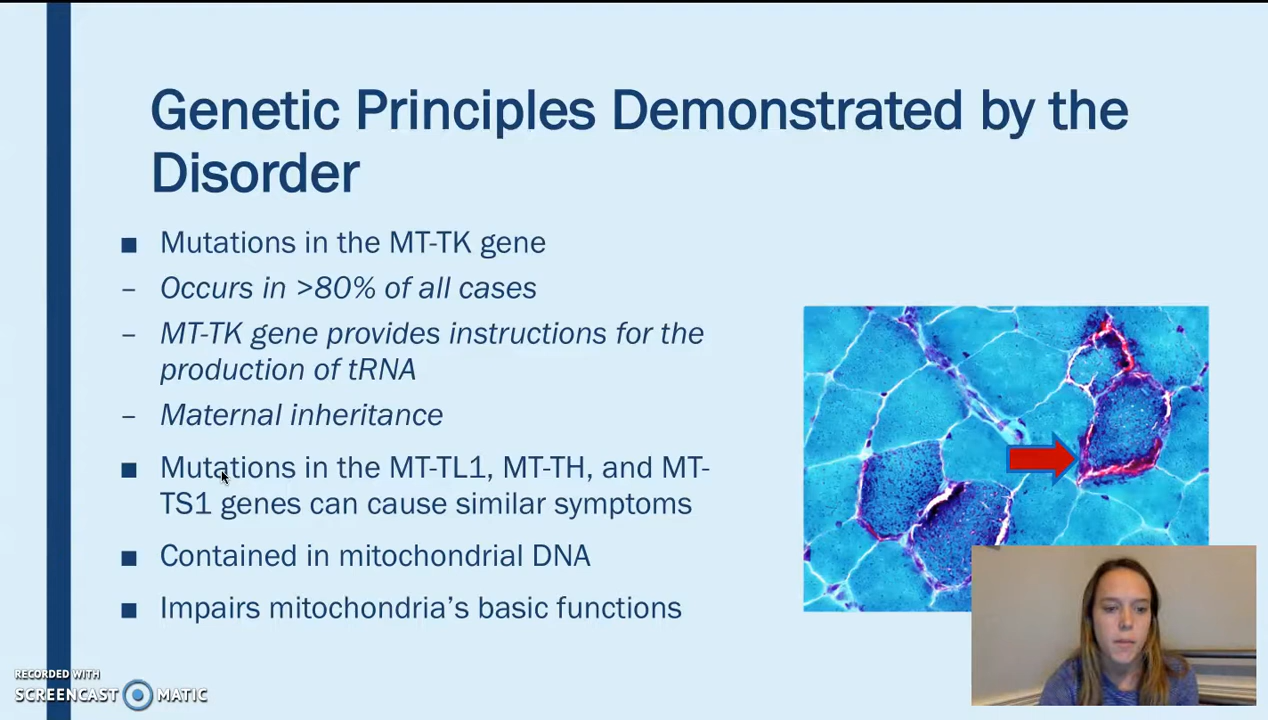 Genetic Principles Demonstrated by the
Disorder
■ Mutations in the MT-TK gene
– Occurs in >80% of all cases
– MT-TK gene provides instructions for the
production of tRNA
– Maternal inheritance
■ Mutations in the MT-TL1, MT-TH, and MT-
TS1 genes can cause similar symptoms
■ Contained in mitochondrial DNA
■ Impairs mitochondria’s basic functions
RECORDED WITH
SCREENCAST MATIC